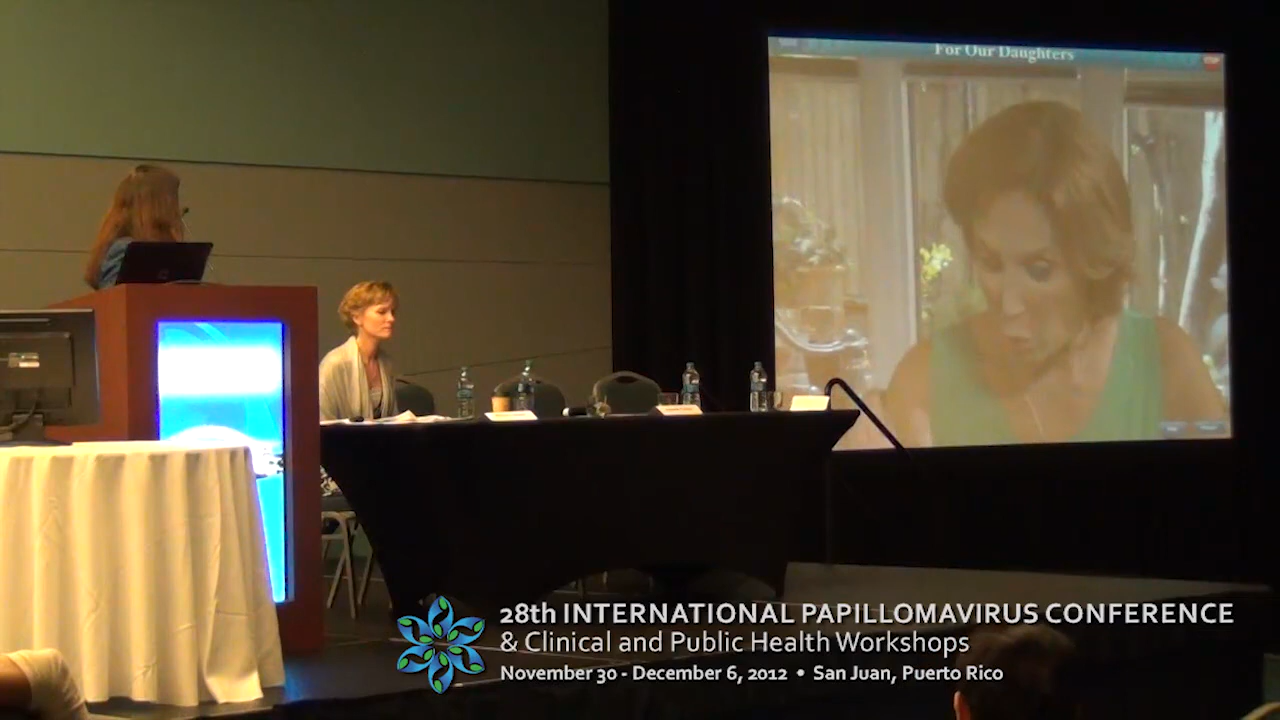 For Our Daughters
STOP
28th INTERNATIONAL PAPILLOMAVIRUS CONFERENCE
& Clinical and Public Health Workshops
November 30 - December 6, 2012 • San Juan, Puerto Rico